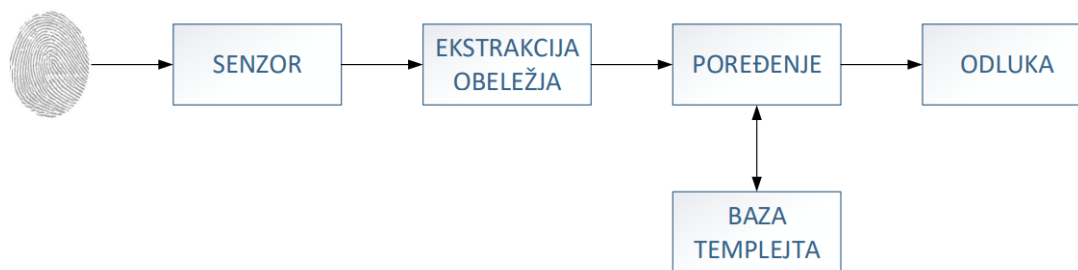 SENZOR
EKSTRAKCIJA
OBELEŽJA
POREĐENJE
ODLUKA
BAZA
TEMPLEJTA